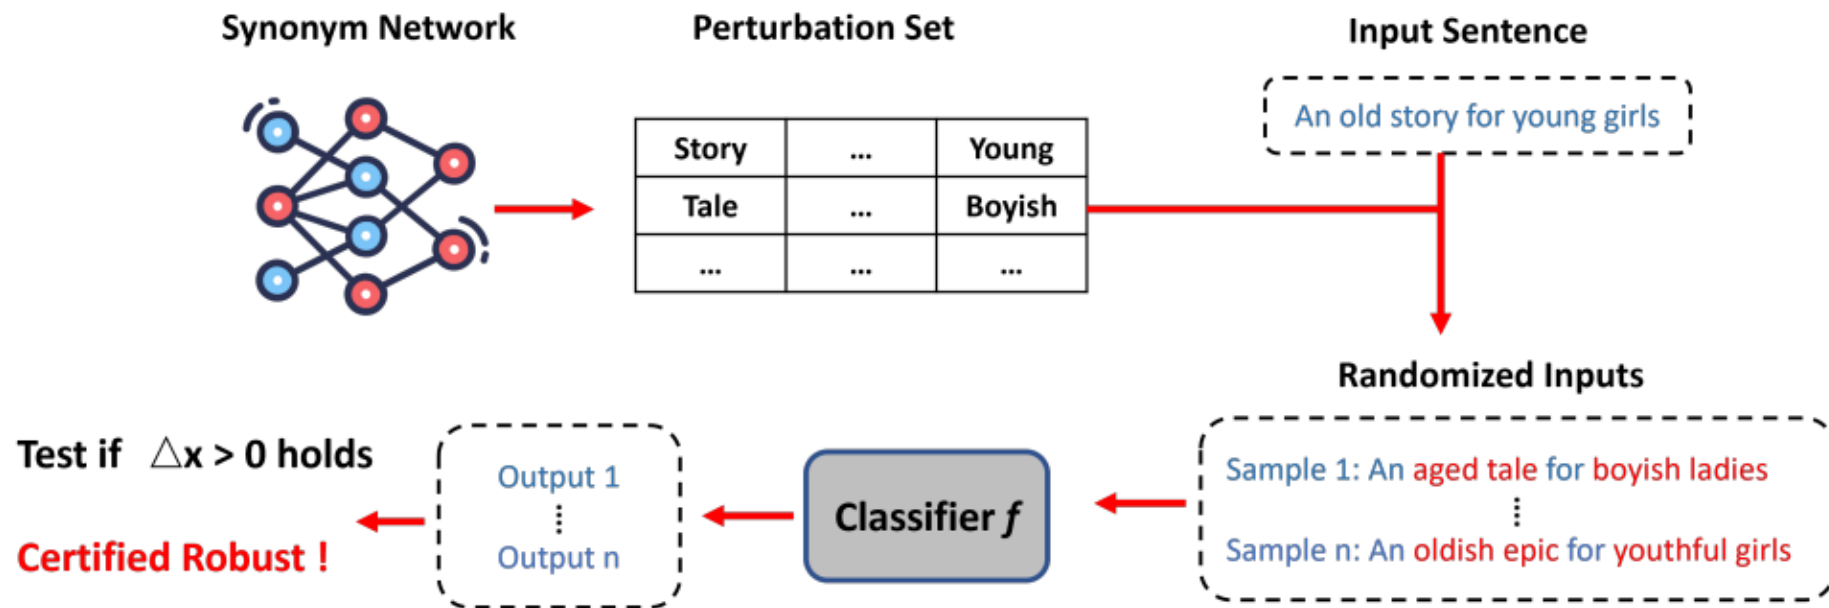 Synonym Network
Perturbation Set
Input Sentence
An old story for young girls
Story ... Young
Tale ... Boyish
... ... ...
Randomized Inputs
Sample 1: An aged tale for boyish ladies
Sample n: An oldish epic for youthful girls
Classifier f
Output 1
Output n
Test if △x > 0 holds
Certified Robust !